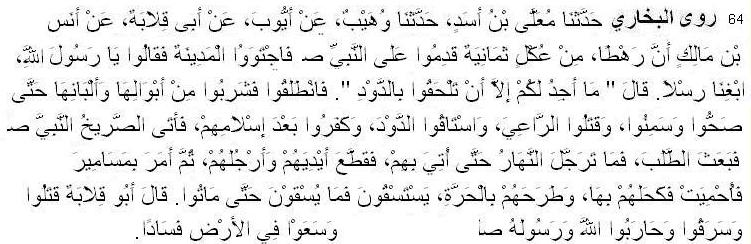 64 روى البخاري حَدَّثَنَا مُعَلَّى بْنُ أَسَدٍ، حَدَّثَنَا وُهَيْبٌ، عَنْ أَيُّوبَ، عَنْ أَبِى قِلاَبَةَ، عَنْ أَنَسِ
بْنِ مَالِكٍ أَنَّ رَهْطًا، مِنْ عُكْلٍ ثَمَانِيَةً قَدِمُوا عَلَى النَّبِيِّ صـ فَاجْتَوَوُا الْمَدِينَةَ فَقَالُوا يَا رَسُولَ اللَّهِ،
ابْغِنَا رِسْلاً. قَالَ " مَا أَجِدُ لَكُمْ إِلاَّ أَنْ تَلْحَقُوا بِالذَّوْدِ ". فَانْطَلَقُوا فَشَرِبُوا مِنْ أَبْوَالِهَا وَأَلْبَانِهَا حَتَّى
صَحُّوا وَسَمِنُوا، وَقَتَلُوا الرَّاعِيَ، وَاسْتَاقُوا الذَّوْدَ، وَكَفَرُوا بَعْدَ إِسْلاَمِهِمْ، فَأَتَى الصَّرِيخُ النَّبِيَّ صـ
فَبَعَثَ الطَّلَبَ، فَمَا تَرَجَّلَ النَّهَارُ حَتَّى أُتِيَ بِهِمْ، فَقَطَّعَ أَيْدِيَهُمْ وَأَرْجُلَهُمْ، ثُمَّ أَمَرَ بِمَسَامِيرَ
فَأُحْمِيَتْ فَكَحَلَهُمْ بِهَا، وَطَرَحَهُمْ بِالْحَرَّةِ، يَسْتَسْقُونَ فَمَا يُسْقَوْنَ حَتَّى مَاتُوا. قَالَ أَبُو قِلاَبَةَ قَتَلُوا
وَسَرَقُوا وَحَارَبُوا اللَّهَ وَرَسُولَهُ صـ وَسَعَوْا فِي الأَرْضِ فَسَادًا.